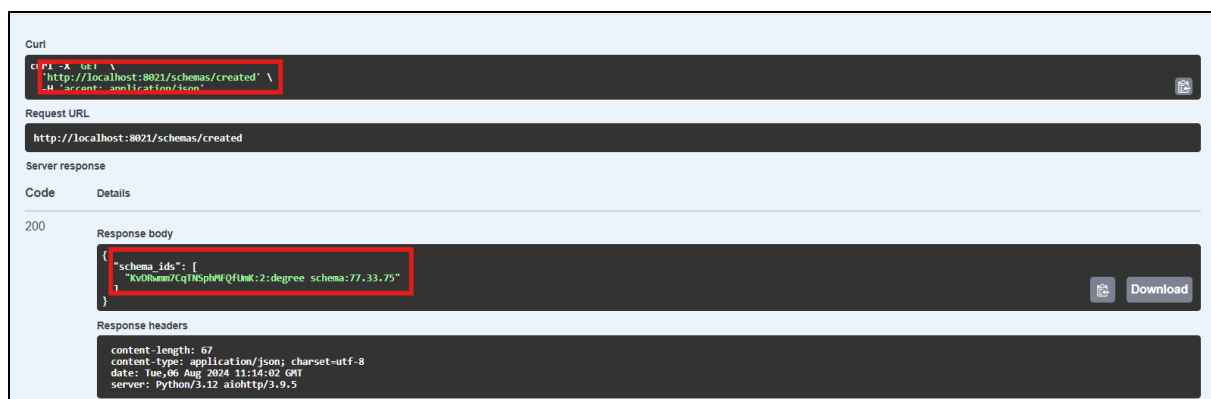 Curl
curl -X 'GET' \
'http://localhost:8021/schemas/created' \
-H 'accept: application/json'
Request URL
http://localhost:8021/schemas/created
Server response
Code Details
200
Response body
{
"schema_ids": [
"KvDRwmm7CqTNSphMFQfUmK:2:degree schema:77.33.75"
]
}
Download
Response headers
content-length: 67
content-type: application/json; charset=utf-8
date: Tue,06 Aug 2024 11:14:02 GMT
server: Python/3.12 aiohttp/3.9.5